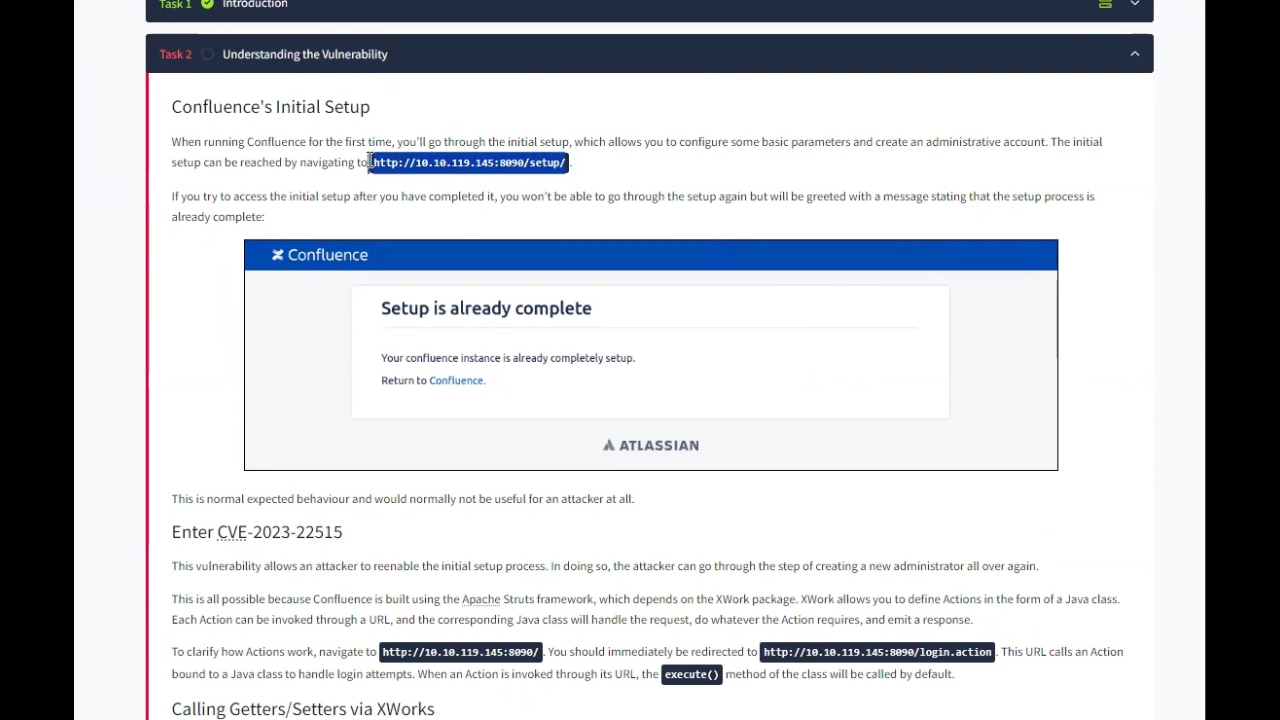 Task 1 Introduction
Task 2 Understanding the Vulnerability
Confluence's Initial Setup
When running Confluence for the first time, you'll go through the initial setup, which allows you to configure some basic parameters and create an administrative account. The initial
setup can be reached by navigating to http://10.10.119.145:8090/setup/ .
If you try to access the initial setup after you have completed it, you won't be able to go through the setup again but will be greeted with a message stating that the setup process is
already complete:
Confluence
Setup is already complete
Your confluence instance is already completely setup.
Return to Confluence.
ATLASSIAN
This is normal expected behaviour and would normally not be useful for an attacker at all.
Enter CVE-2023-22515
This vulnerability allows an attacker to reenable the initial setup process. In doing so, the attacker can go through the step of creating a new administrator all over again.
This is all possible because Confluence is built using the Apache Struts framework, which depends on the XWork package. XWork allows you to define Actions in the form of a Java class.
Each Action can be invoked through a URL, and the corresponding Java class will handle the request, do whatever the Action requires, and emit a response.
To clarify how Actions work, navigate to http://10.10.119.145:8090/ . You should immediately be redirected to http://10.10.119.145:8090/login.action . This URL calls an Action
bound to a Java class to handle login attempts. When an Action is invoked through its URL, the execute() method of the class will be called by default.
Calling Getters/Setters via XWorks